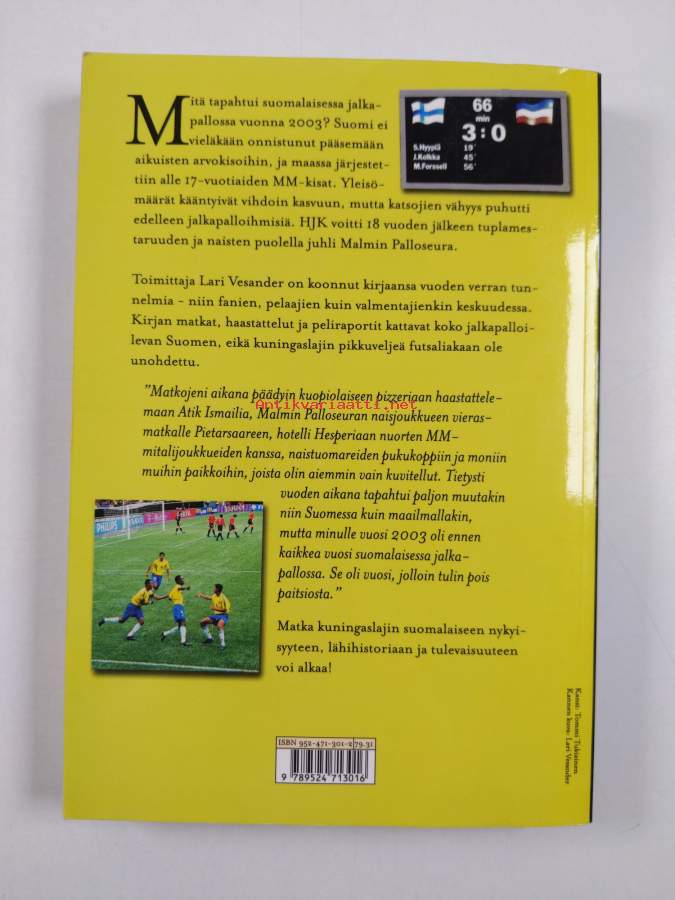 Mitä tapahtui suomalaisessa jalka-
pallossa vuonna 2003? Suomi ei
vieläkään onnistunut pääsemään
aikuisten arvokisoihin, ja maassa järjestet-
tiin alle 17-vuotiaiden MM-kisat. Yleisö-
määrät kääntyivät vihdoin kasvuun, mutta katsojien vähyys puhutti
edelleen jalkapalloihmisiä. HJK voitti 18 vuoden jälkeen tuplames-
taruuden ja naisten puolella juhli Malmin Palloseura.
66
min
3:0
S.Hyypiä 19'
J.Kolkka 45'
M.Forssell 56'
Toimittaja Lari Vesander on koonnut kirjaansa vuoden verran tun-
nelmia – niin fanien, pelaajien kuin valmentajienkin keskuudessa.
Kirjan matkat, haastattelut ja peliraportit kattavat koko jalkapalloi-
levan Suomen, eikä kuningaslajin pikkuveljeä futsaliakaan ole
unohdettu.
"Matkojeni aikana päädyin kuopiolaiseen pizzeriaan haastattele-
Antikvariaatti.net
maan Atik Ismailia, Malmin Palloseuran naisjoukkueen vieras-
matkalle Pietarsaareen, hotelli Hesperiaan nuorten MM-
mitalijoukkueiden kanssa, naistuomareiden pukukoppiin ja moniin
muihin paikkoihin, joista olin aiemmin vain kuvitellut. Tietysti
vuoden aikana tapahtui paljon muutakin
niin Suomessa kuin maailmallakin,
mutta minulle vuosi 2003 oli ennen
kaikkea vuosi suomalaisessa jalka-
pallossa. Se oli vuosi, jolloin tulin pois
paitsiosta."
PHILIPS
Matka kuningaslajin suomalaiseen nykyi-
syyteen, lähihistoriaan ja tulevaisuuteen
voi alkaa!
Kansi: Tommi Tukiainen
Kannen kuva: Lari Vesander
ISBN 952-471-301-2 79.31
9 789524 713016